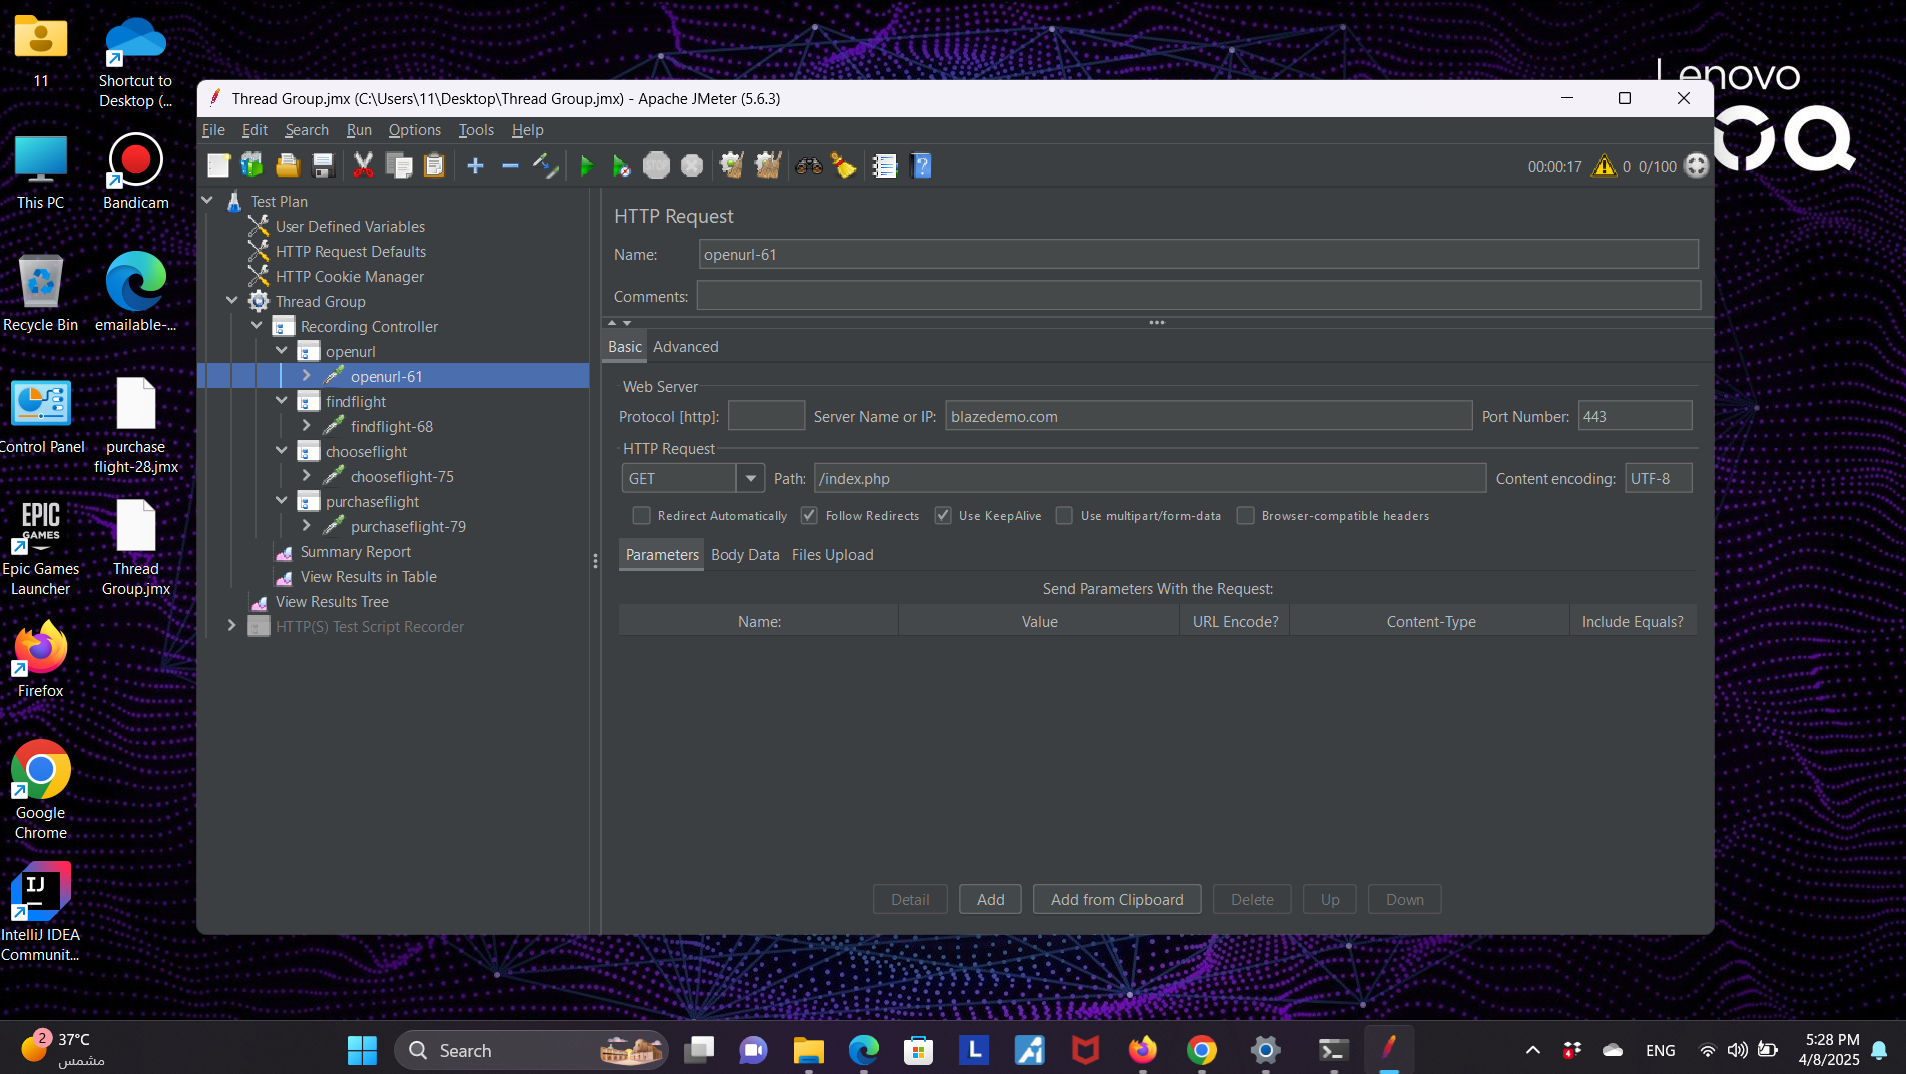 11
Shortcut to
Desktop (...
This PC
Bandicam
Recycle Bin
emailable-...
Control Panel
purchase
flight-28.jmx
EPIC
GAMES
Epic Games
Launcher
Thread
Group.jmx
Firefox
Google
Chrome
IJ
IntelliJ IDEA
Communit...
Lenovo
LOQ
Thread Group.jmx (C:\Users\11\Desktop\Thread Group.jmx) - Apache JMeter (5.6.3)
File Edit Search Run Options Tools Help
STOP
00:00:17 0 0/100
Test Plan
User Defined Variables
HTTP Request Defaults
HTTP Cookie Manager
Thread Group
Recording Controller
openurl
openurl-61
findflight
findflight-68
chooseflight
chooseflight-75
purchaseflight
purchaseflight-79
Summary Report
View Results in Table
View Results Tree
HTTP(S) Test Script Recorder
HTTP Request
Name: openurl-61
Comments:
Basic Advanced
Web Server
Protocol [http]: Server Name or IP: blazedemo.com Port Number: 443
HTTP Request
GET Path: /index.php Content encoding: UTF-8
Redirect Automatically Follow Redirects Use KeepAlive Use multipart/form-data Browser-compatible headers
Parameters Body Data Files Upload
Send Parameters With the Request:
Name: Value URL Encode? Content-Type Include Equals?
Detail Add Add from Clipboard Delete Up Down
2
37°C
مشمس
Search
L
4
ENG
5:28 PM
4/8/2025